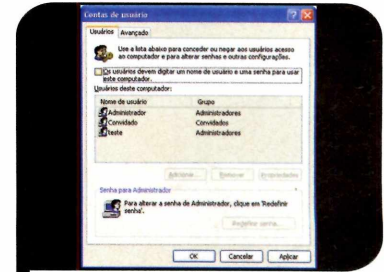 Contas de usuário
Usuários Avançado
Use a lista abaixo para conceder ou negar aos usuários acesso
ao computador e para alterar senhas e outras configurações.
Os usuários devem digitar um nome de usuário e uma senha para usar
este computador.
Usuários deste computador:
Nome de usuário Grupo
Administrador Administradores
Convidado Convidados
teste Administradores
Adicionar... Remover Propriedades
Senha para Administrador
Para alterar a senha de Administrador, clique em 'Redefinir
senha'.
Redefinir senha...
OK Cancelar Aplicar